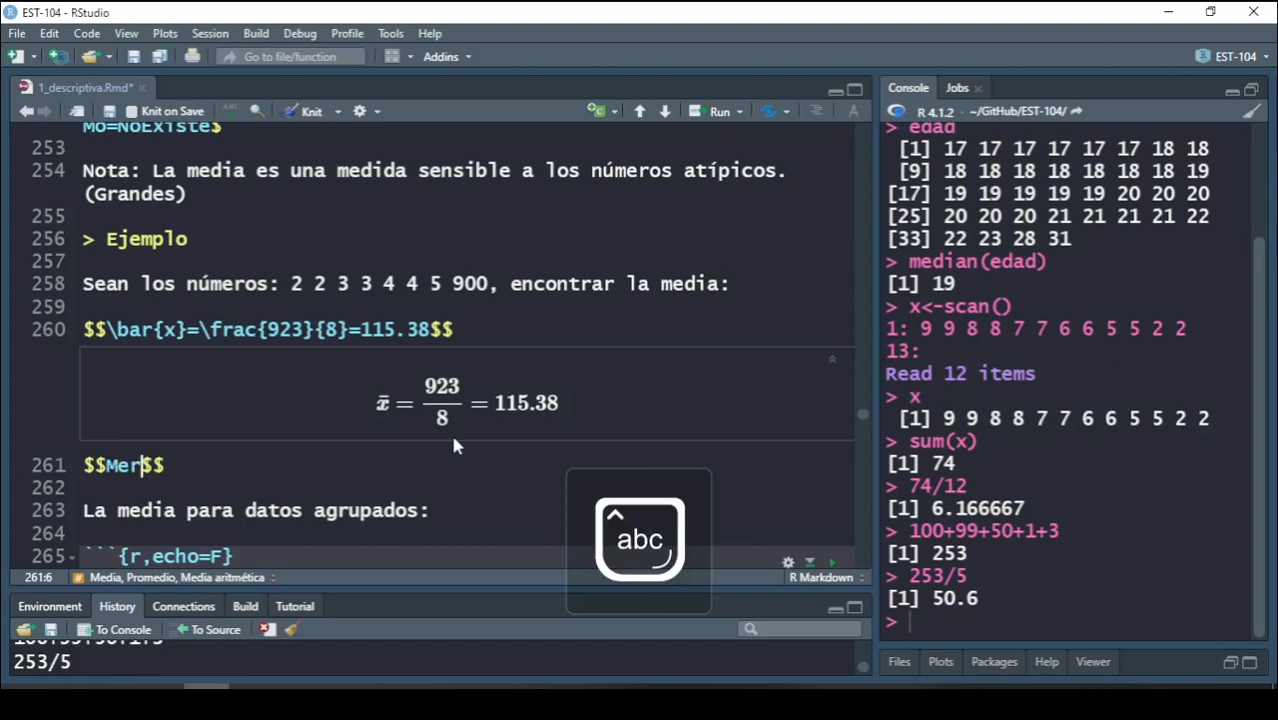 EST-104 - RStudio
File Edit Code View Plots Session Build Debug Profile Tools Help
Go to file/function Addins EST-104
1_descriptiva.Rmd*
Knit on Save ABC Knit Run
Mo=NoExiste$
253
254 Nota: La media es una medida sensible a los números atípicos.
(Grandes)
255
256 > Ejemplo
257
258 Sean los números: 2 2 3 3 4 4 5 900, encontrar la media:
259
260 $$\bar{x}=\frac{923}{8}=115.38$$
x̄ = 923/8 = 115.38
261 $$Mer$$
262
263 La media para datos agrupados:
264
265 ```{r,echo=F}
261:6 # Media, Promedio, Media aritmética R Markdown
abc
Environment History Connections Build Tutorial
To Console To Source
100+99+50+1+3
253/5
Console Jobs
R 4.1.2 · ~/GitHub/EST-104/
> edad
[1] 17 17 17 17 17 17 18 18
[9] 18 18 18 18 18 18 18 19
[17] 19 19 19 19 19 20 20 20
[25] 20 20 20 21 21 21 21 22
[33] 22 23 28 31
> median(edad)
[1] 19
> x<-scan()
1: 9 9 8 8 7 7 6 6 5 5 2 2
13:
Read 12 items
> x
[1] 9 9 8 8 7 7 6 6 5 5 2 2
> sum(x)
[1] 74
> 74/12
[1] 6.166667
> 100+99+50+1+3
[1] 253
> 253/5
[1] 50.6
>
Files Plots Packages Help Viewer